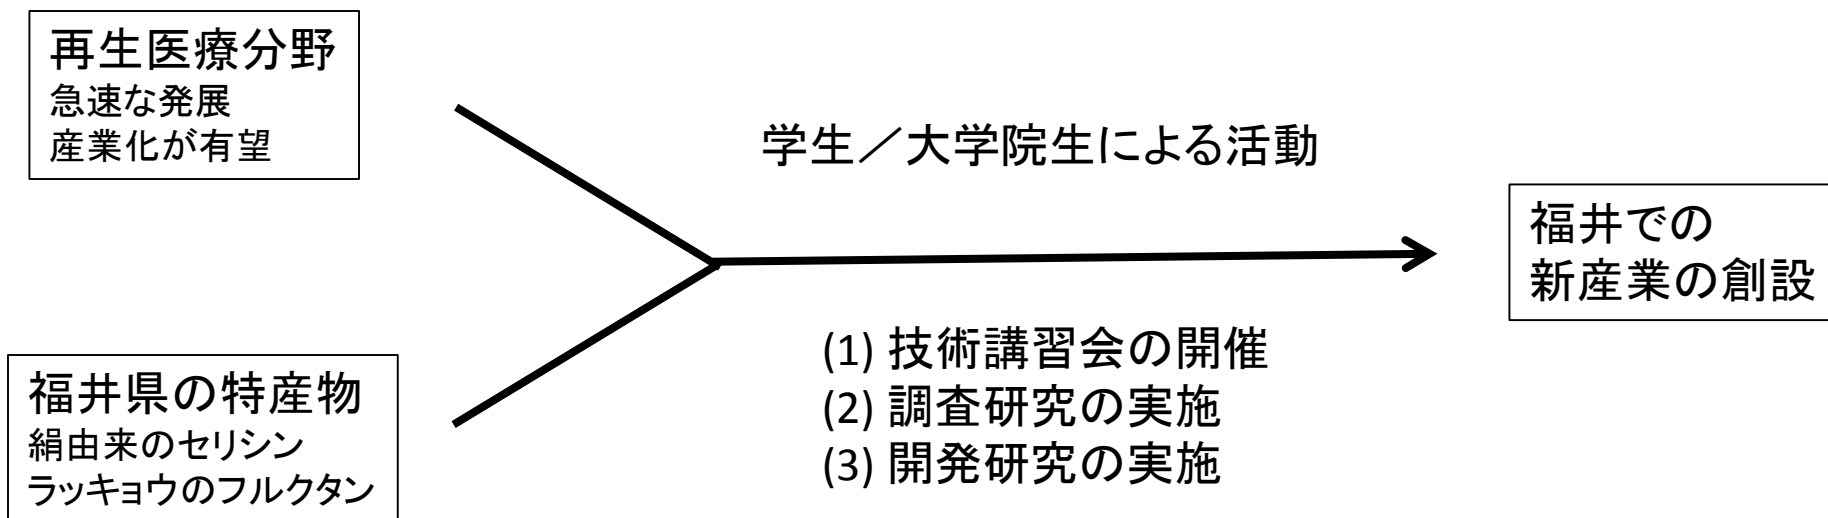 再生医療分野
急速な発展
産業化が有望
福井県の特産物
絹由来のセリシン
ラッキョウのフルクタン
学生／大学院生による活動
(1) 技術講習会の開催
(2) 調査研究の実施
(3) 開発研究の実施
福井での
新産業の創設